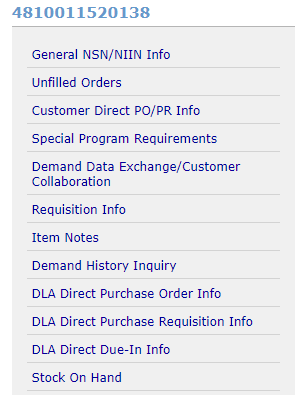 4810011520138
General NSN/NIIN Info
Unfilled Orders
Customer Direct PO/PR Info
Special Program Requirements
Demand Data Exchange/Customer
Collaboration
Requisition Info
Item Notes
Demand History Inquiry
DLA Direct Purchase Order Info
DLA Direct Purchase Requisition Info
DLA Direct Due-In Info
Stock On Hand